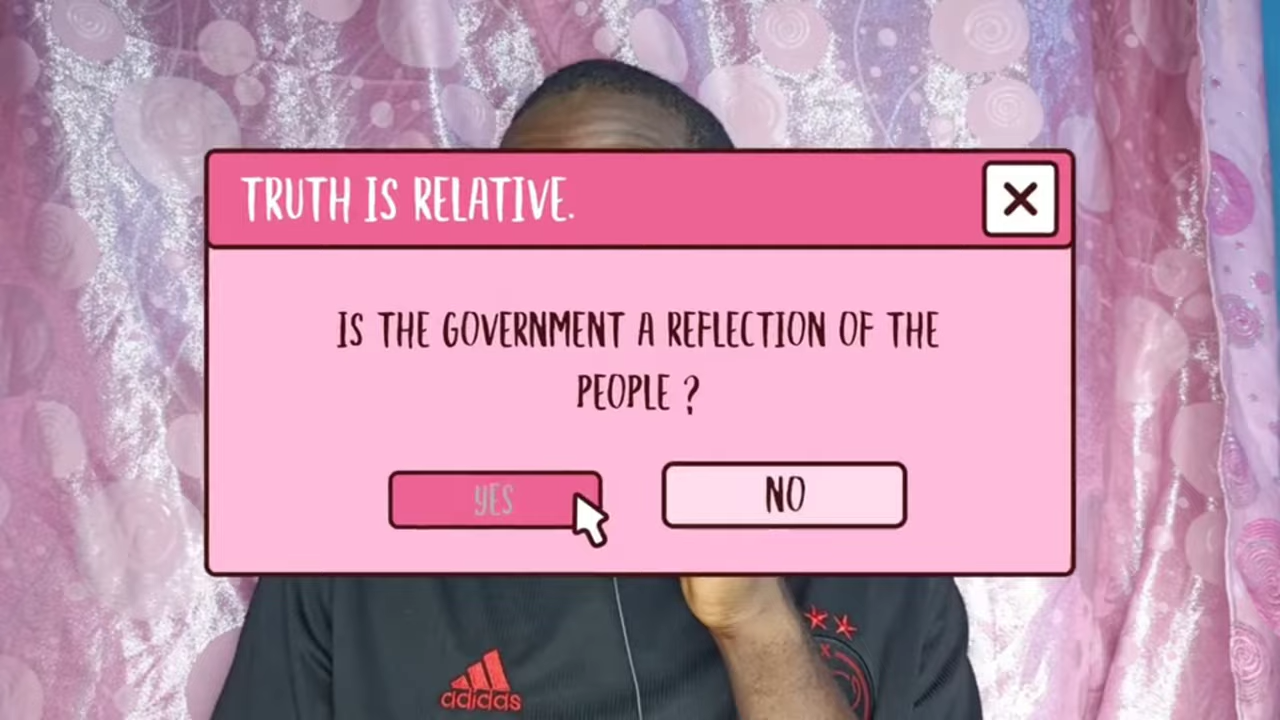 TRUTH IS RELATIVE.
IS THE GOVERNMENT A REFLECTION OF THE
PEOPLE ?
YES
NO
adidas